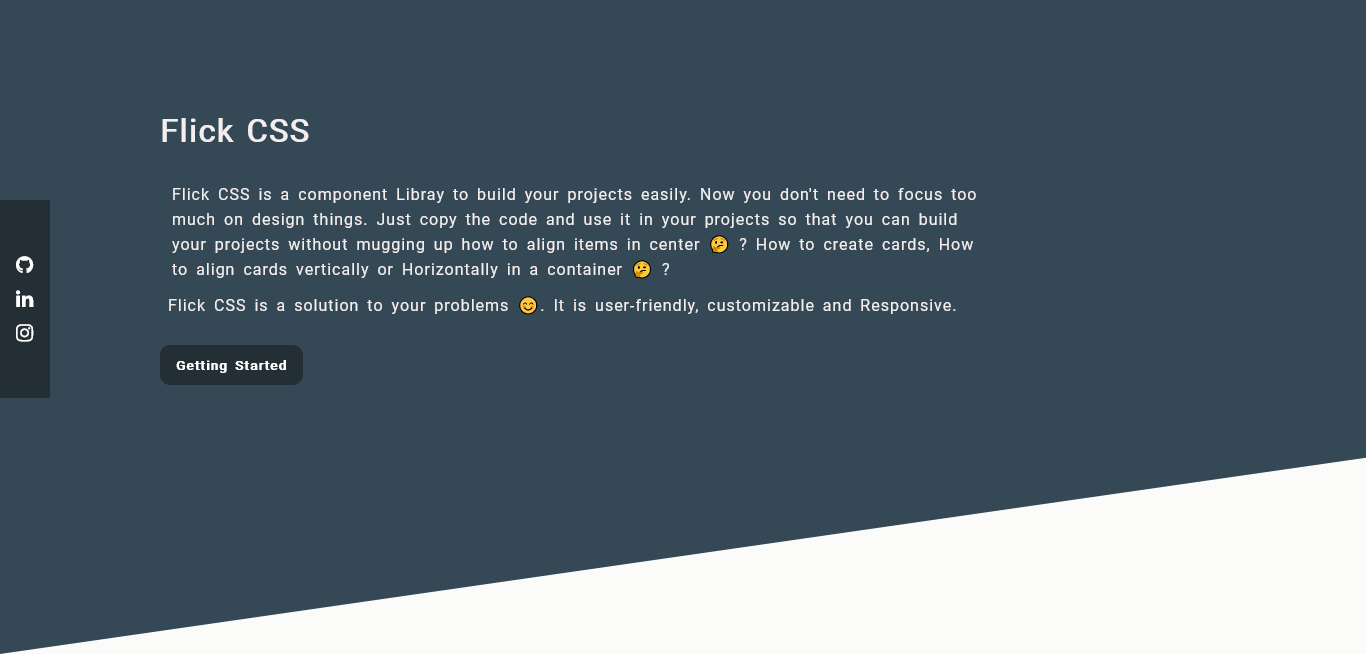 Flick CSS
Flick CSS is a component Libray to build your projects easily. Now you don't need to focus too
much on design things. Just copy the code and use it in your projects so that you can build
your projects without mugging up how to align items in center 🤔 ? How to create cards, How
to align cards vertically or Horizontally in a container 🤔 ?
Flick CSS is a solution to your problems 😊. It is user-friendly, customizable and Responsive.
Getting Started